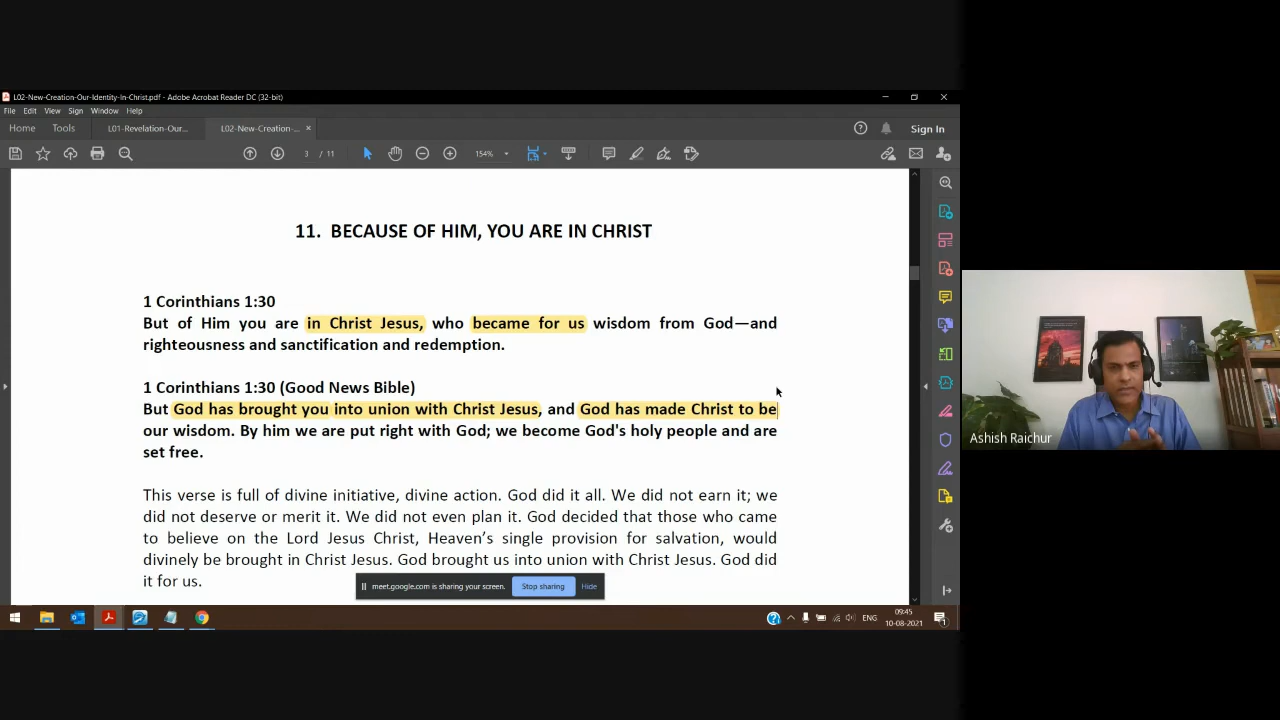 L02-New-Creation-Our-Identity-In-Christ.pdf - Adobe Acrobat Reader DC (32-bit)
File Edit View Sign Window Help
Home Tools L01-Revelation-Our... L02-New-Creation-... × Sign In
3 / 11 154%
11. BECAUSE OF HIM, YOU ARE IN CHRIST
1 Corinthians 1:30
But of Him you are in Christ Jesus, who became for us wisdom from God—and
righteousness and sanctification and redemption.
1 Corinthians 1:30 (Good News Bible)
But God has brought you into union with Christ Jesus, and God has made Christ to be
our wisdom. By him we are put right with God; we become God's holy people and are
set free.
This verse is full of divine initiative, divine action. God did it all. We did not earn it; we
did not deserve or merit it. We did not even plan it. God decided that those who came
to believe on the Lord Jesus Christ, Heaven's single provision for salvation, would
divinely be brought in Christ Jesus. God brought us into union with Christ Jesus. God did
it for us.
meet.google.com is sharing your screen. Stop sharing Hide
Ashish Raichur
ENG 09:45
10-08-2021